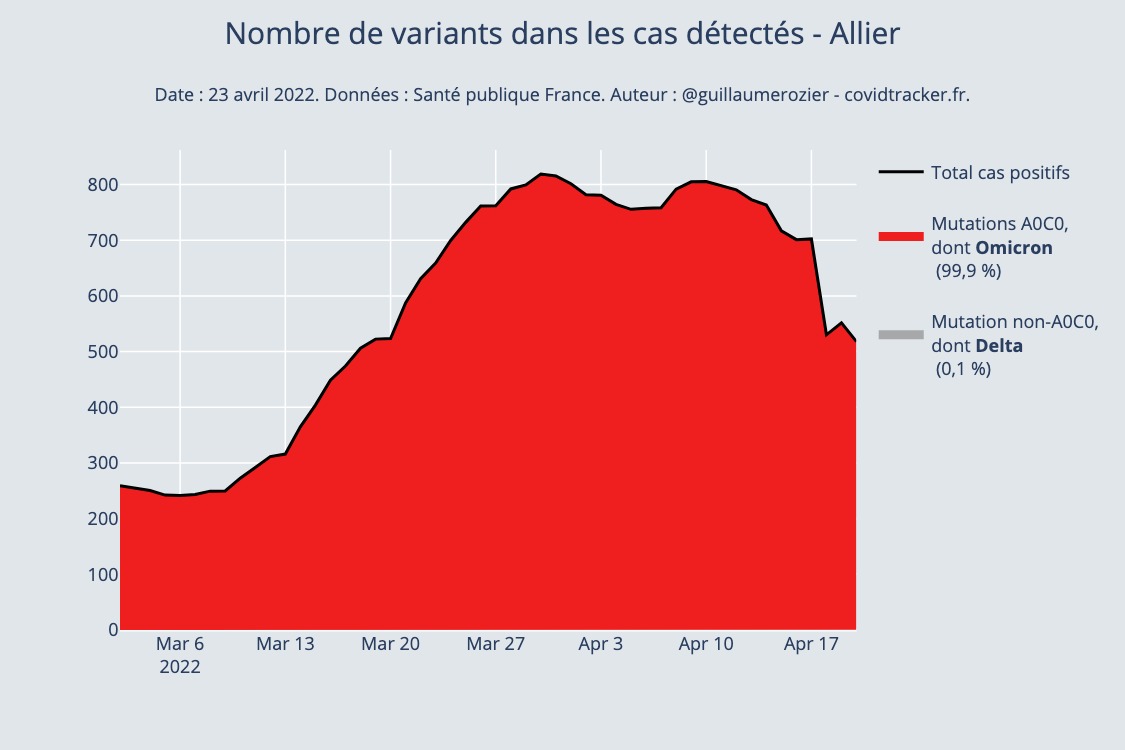 Nombre de variants dans les cas détectés - Allier
Date : 23 avril 2022. Données : Santé publique France. Auteur : @guillaumerozier - covidtracker.fr.
Total cas positifs
Mutations A0C0,
dont Omicron
(99,9 %)
Mutation non-A0C0,
dont Delta
(0,1 %)
800
700
600
500
400
300
200
100
0
Mar 6 Mar 13 Mar 20 Mar 27 Apr 3 Apr 10 Apr 17
2022